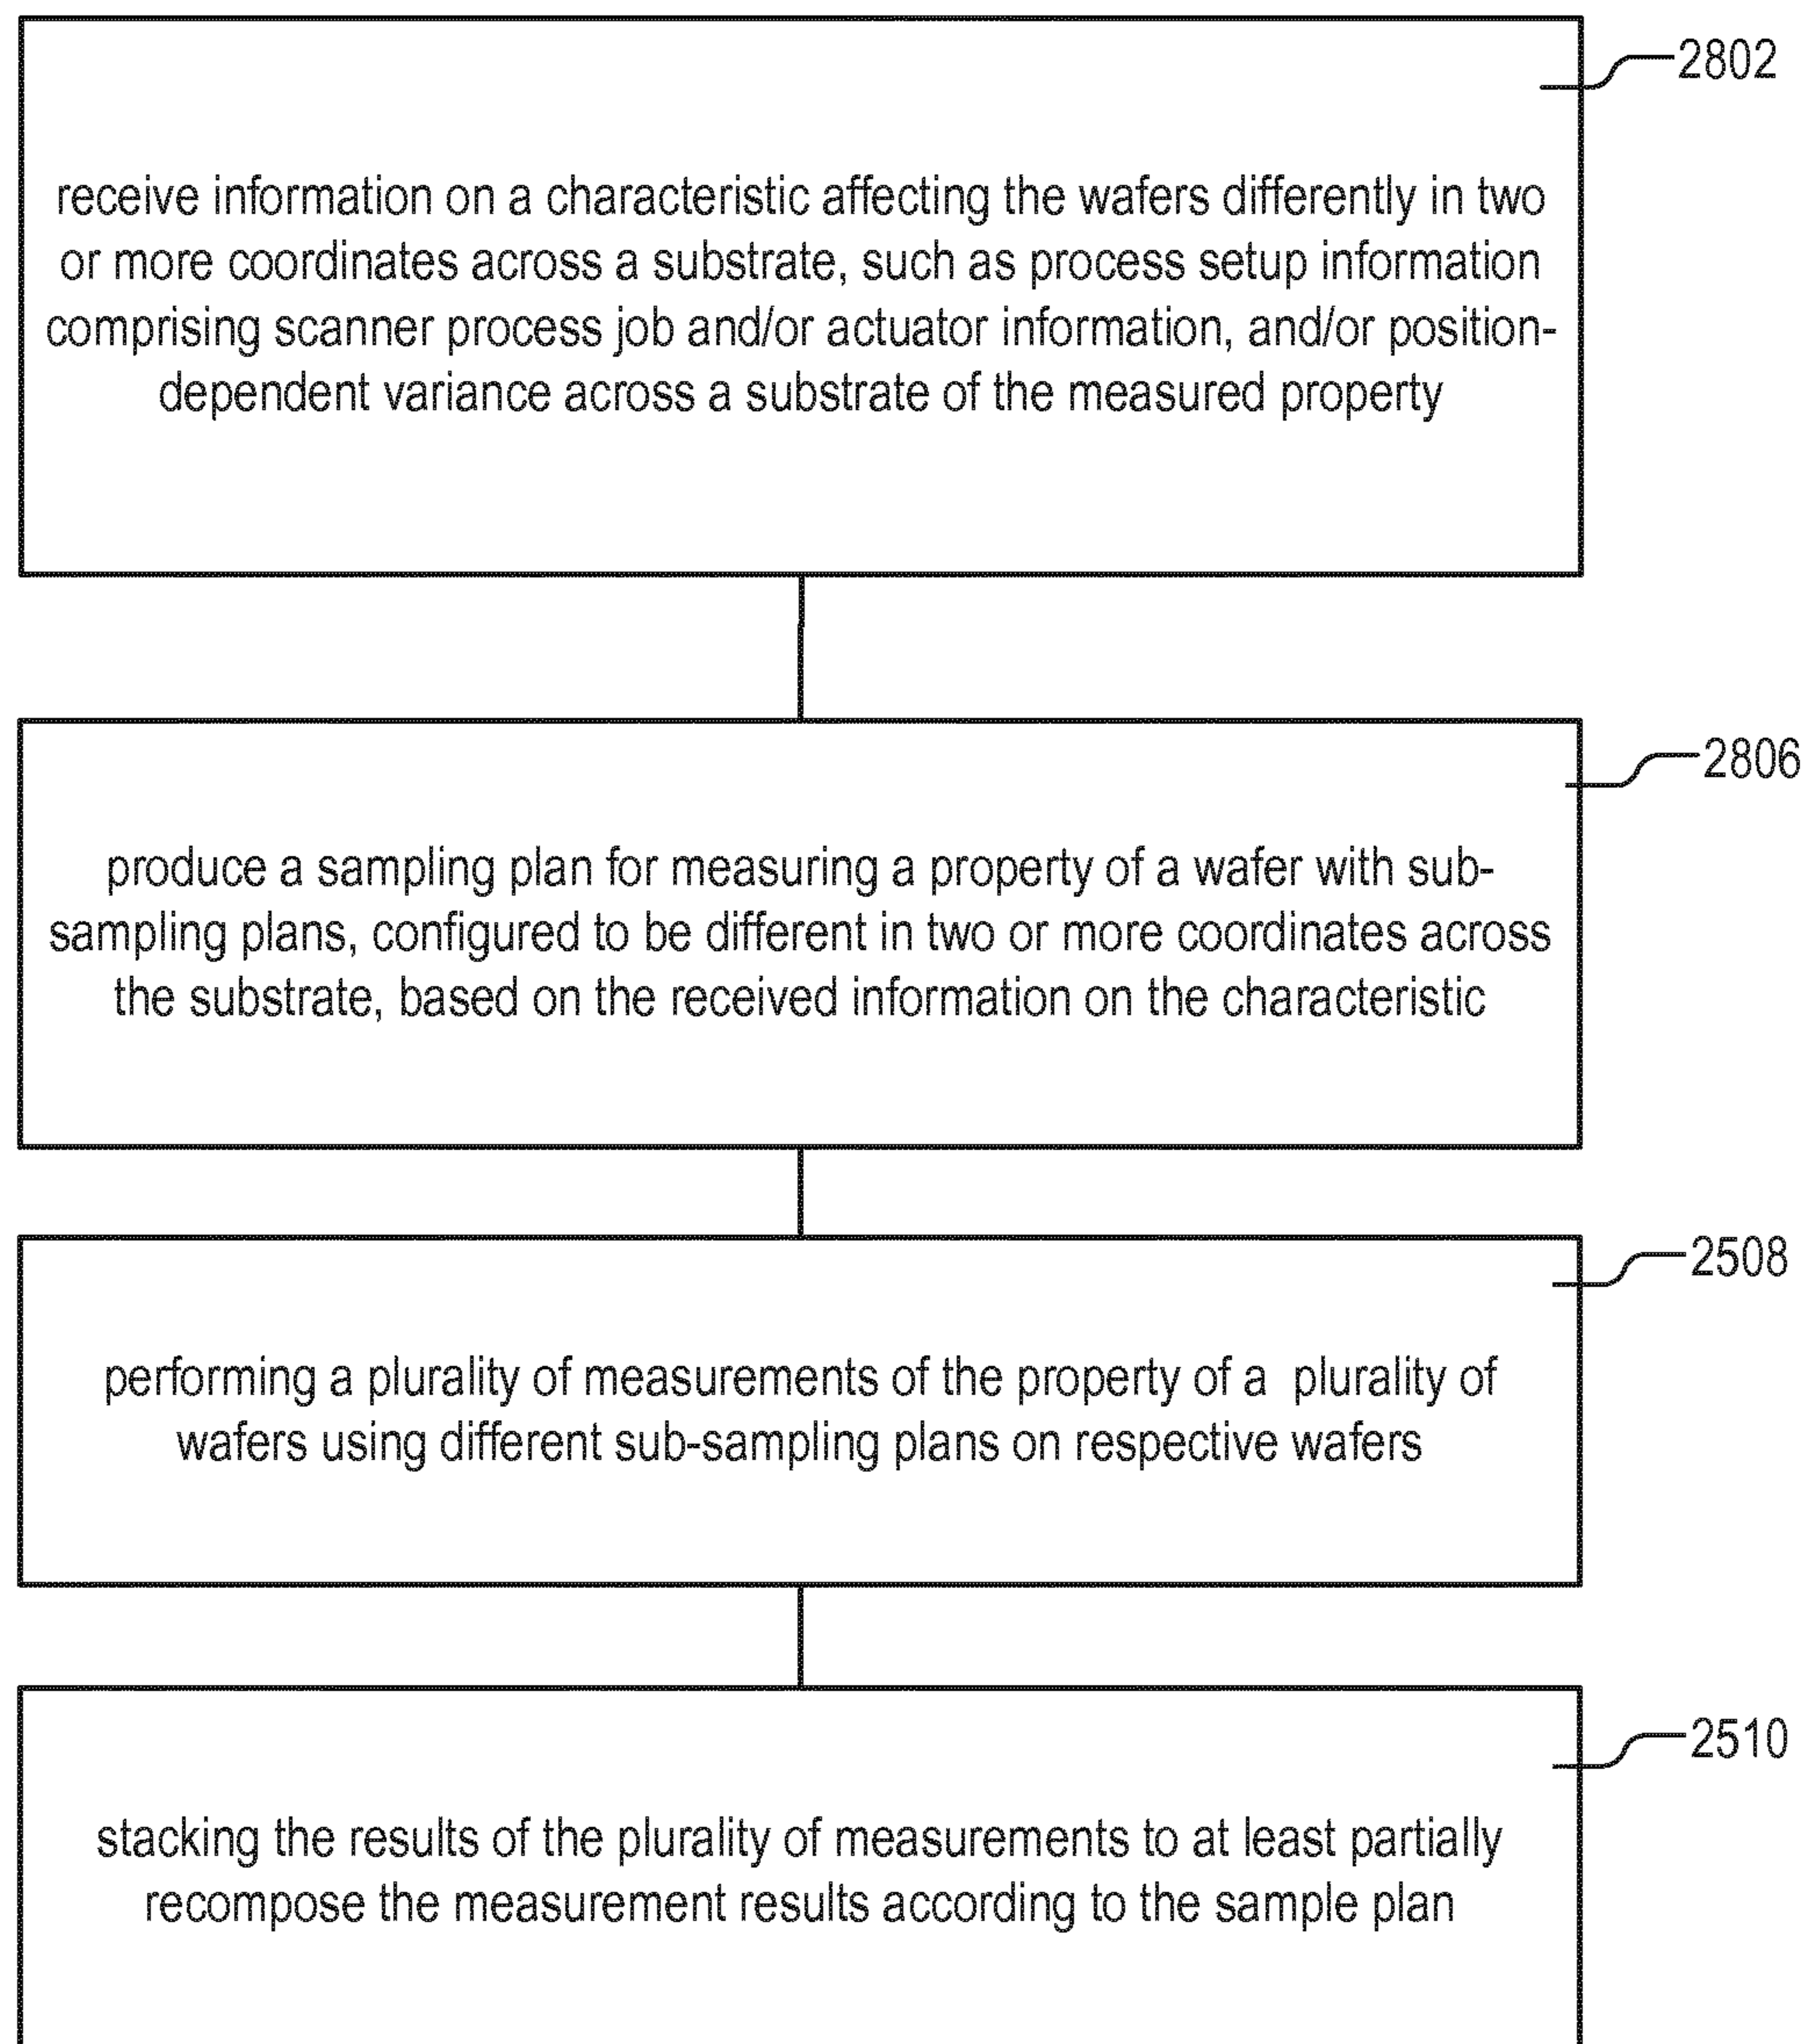 2802
receive information on a characteristic affecting the wafers differently in two
or more coordinates across a substrate, such as process setup information
comprising scanner process job and/or actuator information, and/or position-
dependent variance across a substrate of the measured property
2806
produce a sampling plan for measuring a property of a wafer with sub-
sampling plans, configured to be different in two or more coordinates across
the substrate, based on the received information on the characteristic
2508
performing a plurality of measurements of the property of a plurality of
wafers using different sub-sampling plans on respective wafers
2510
stacking the results of the plurality of measurements to at least partially
recompose the measurement results according to the sample plan